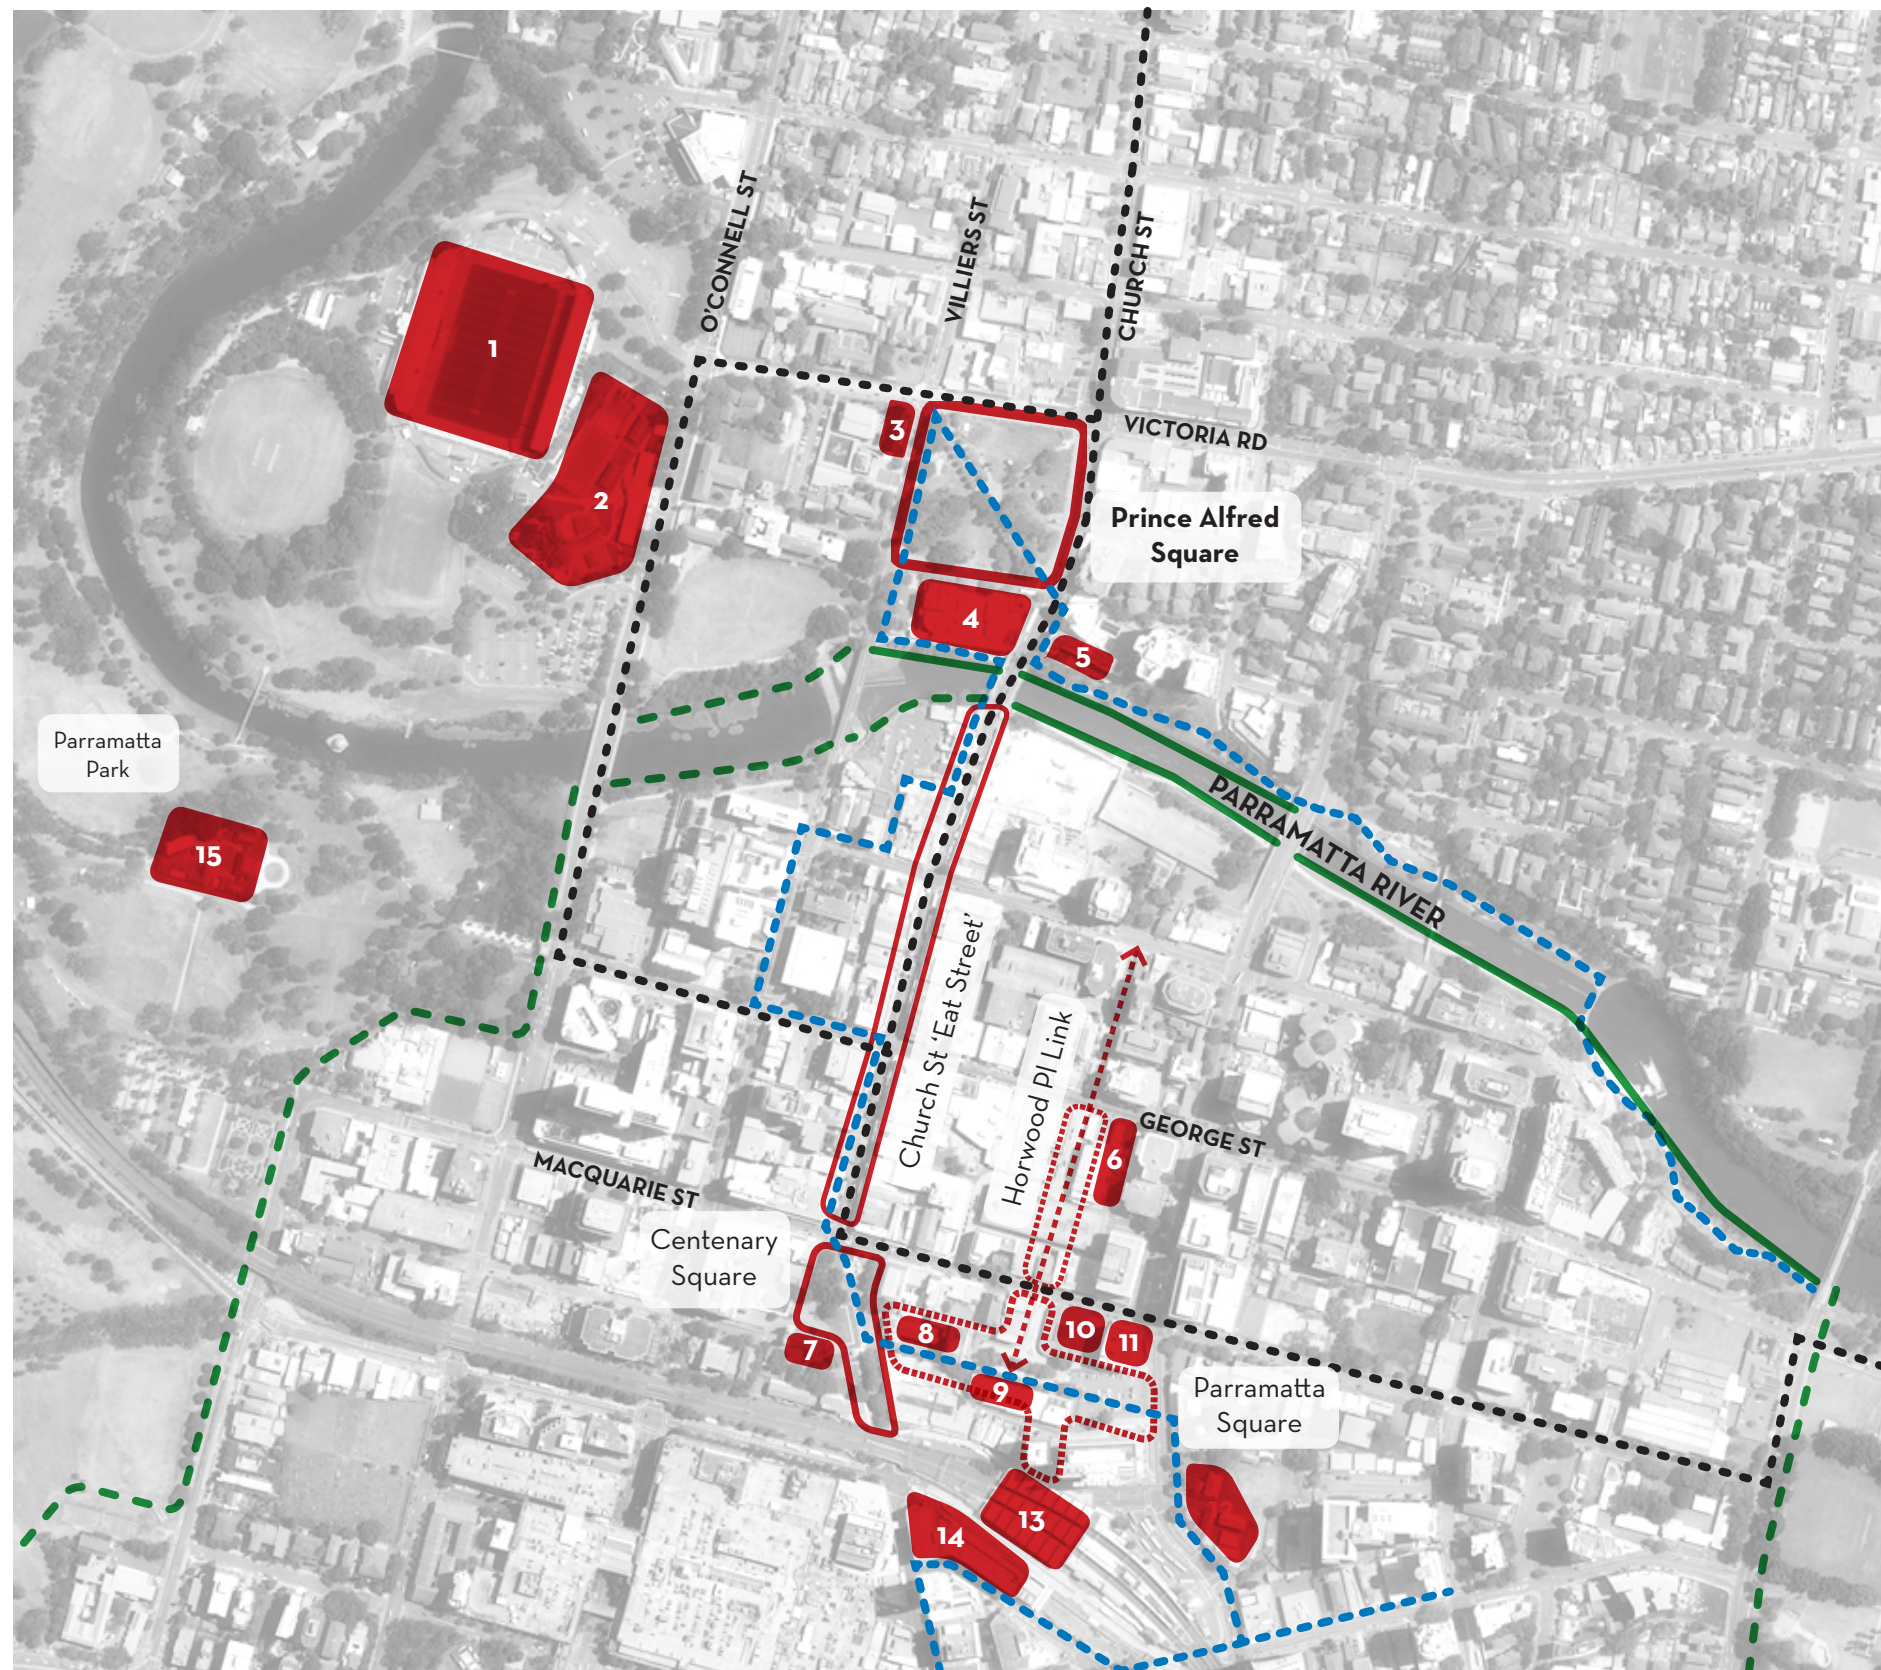 O'CONNELL ST
VILLIERS ST
CHURCH ST
1
2
3
VICTORIA RD
Prince Alfred
Square
4
5
Parramatta
Park
15
PARRAMATTA RIVER
Church St ‘Eat Street’
Horwood Pl Link
GEORGE ST
6
MACQUARIE ST
Centenary
Square
7
8
9
10
11
Parramatta
Square
12
13
14